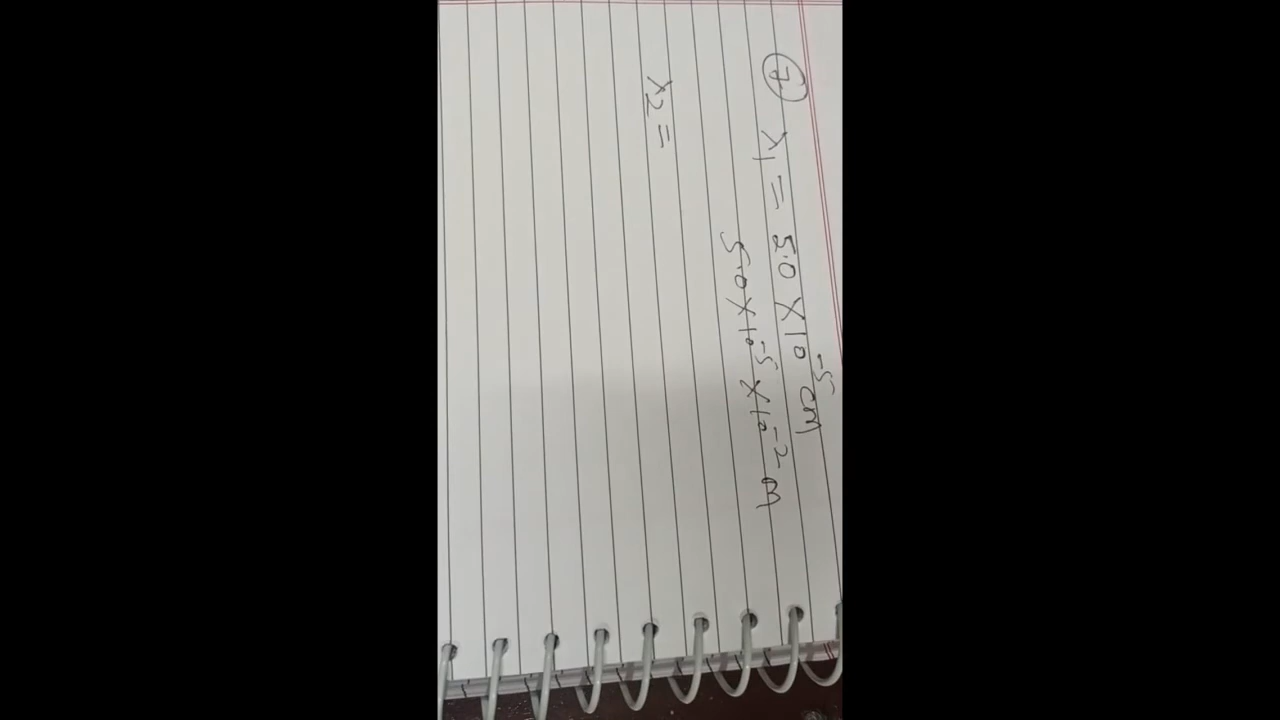 7. λ1 = 5.0 × 10⁻⁵ cm
5.0 × 10⁻⁵ × 10⁻² m
λ2 =